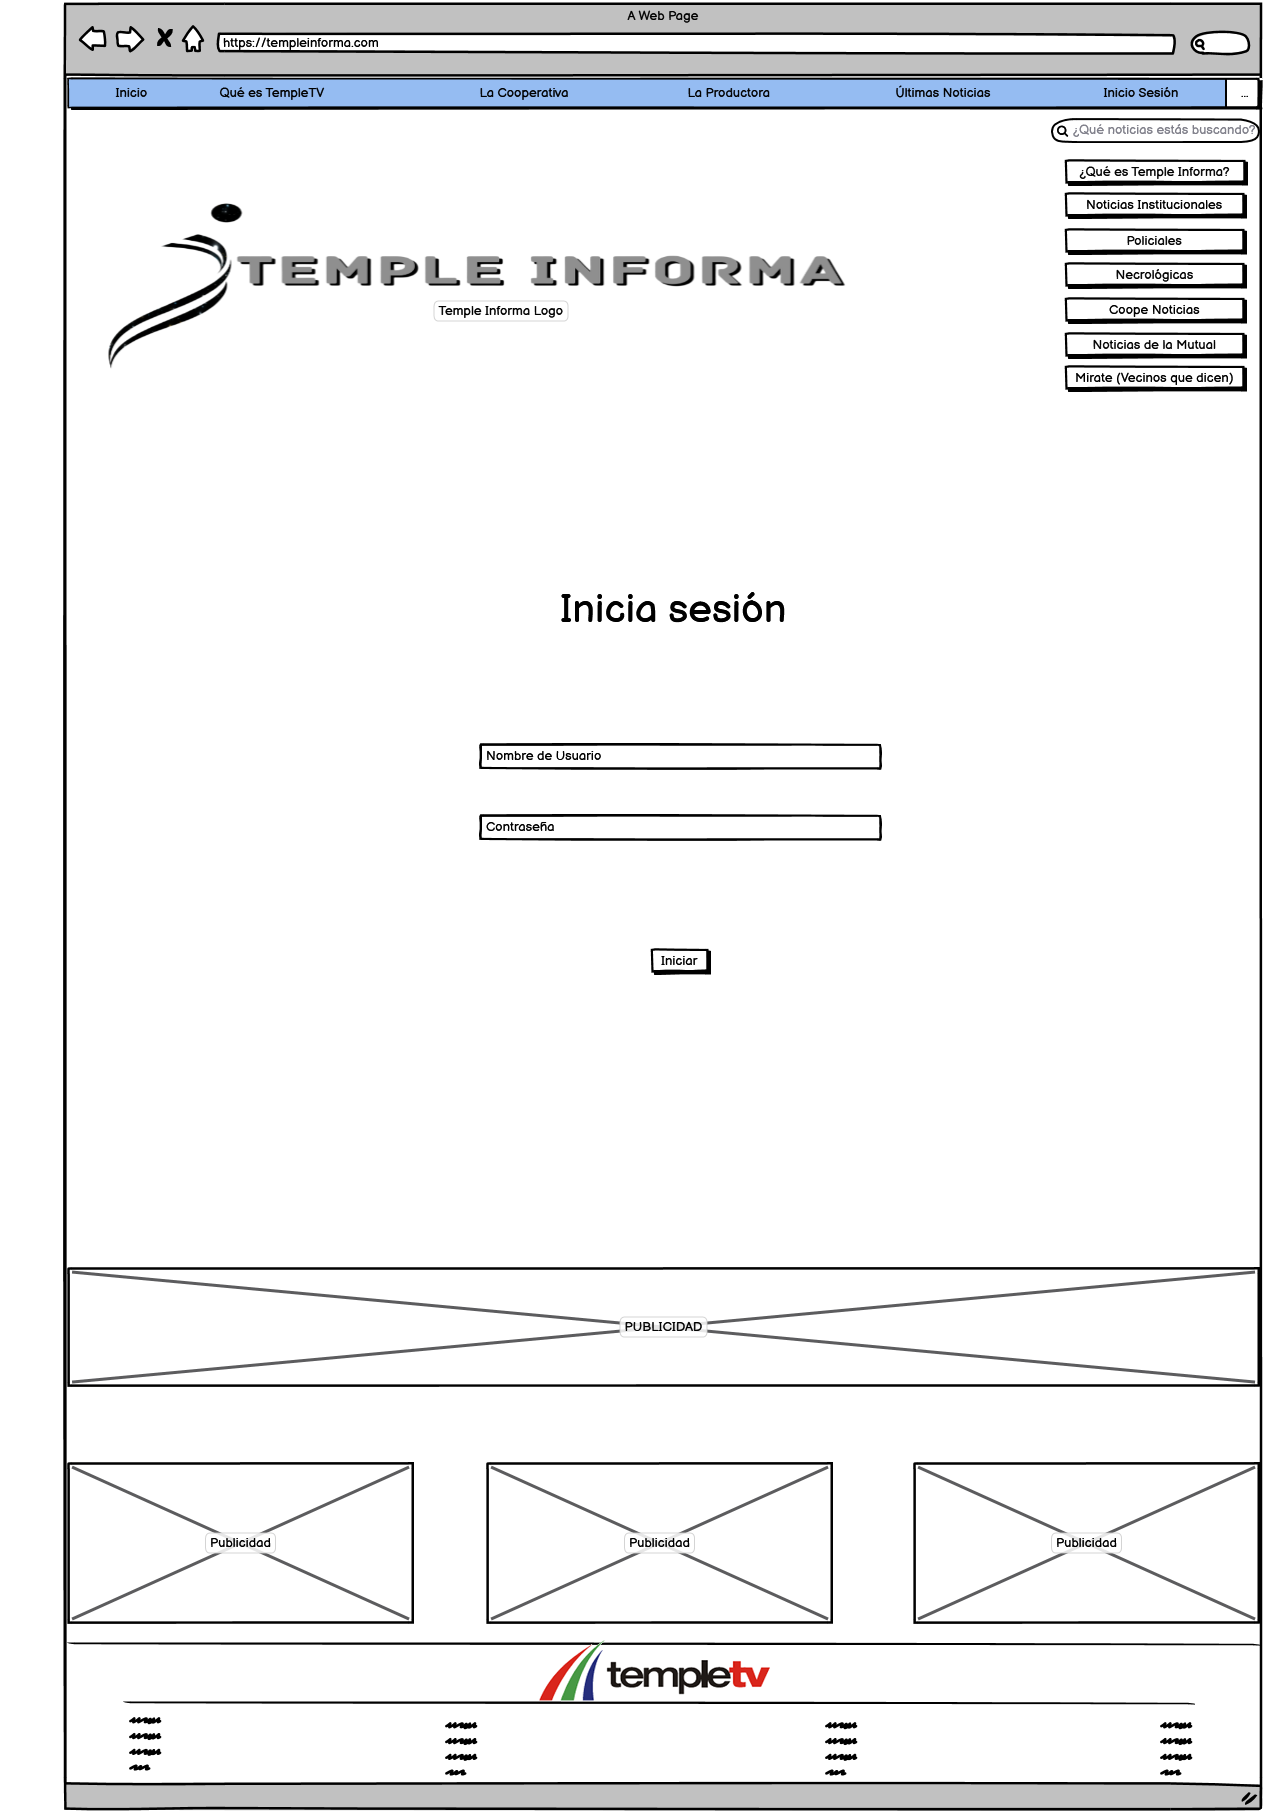 A Web Page
https://templeinforma.com
Inicio Qué es TempleTV La Cooperativa La Productora Últimas Noticias Inicio Sesión ...
¿Qué noticias estás buscando?
¿Qué es Temple Informa?
Noticias Institucionales
Policiales
Necrológicas
Coope Noticias
Noticias de la Mutual
Mirate (Vecinos que dicen)
TEMPLE INFORMA
Temple Informa Logo
Inicia sesión
Nombre de Usuario
Contraseña
Iniciar
PUBLICIDAD
Publicidad Publicidad Publicidad
templetv